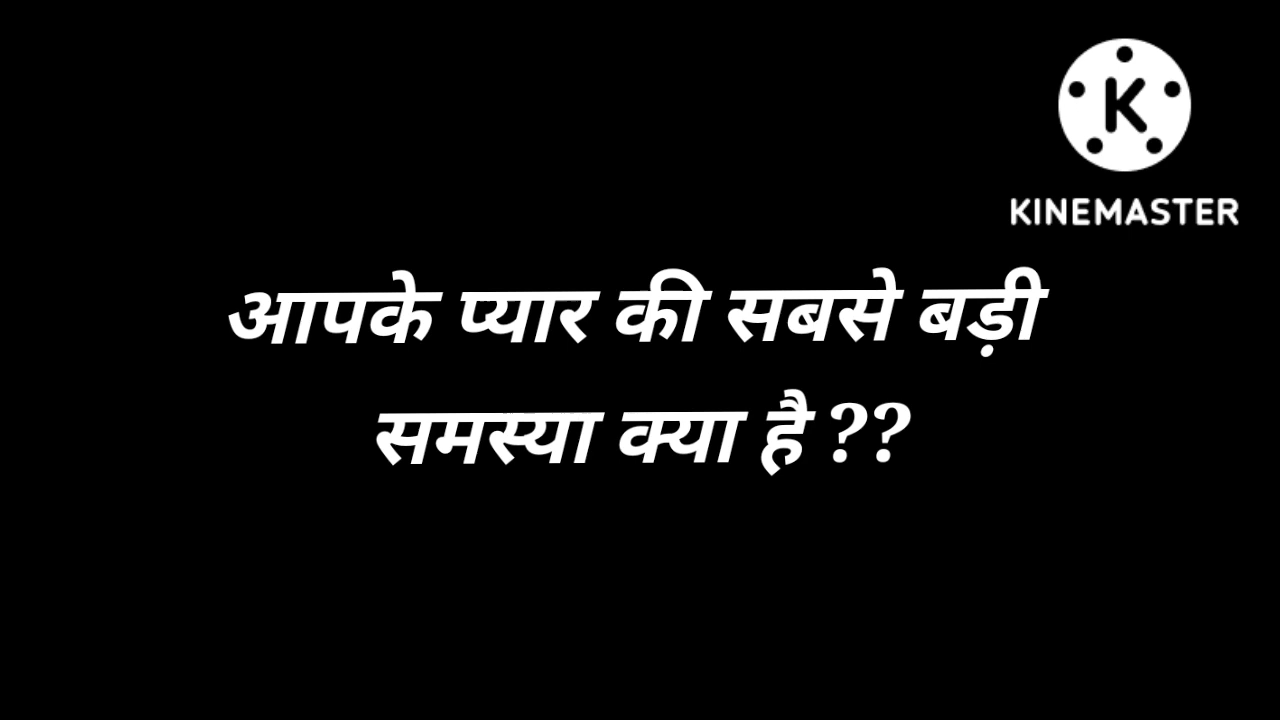 K
KINEMASTER
आपके प्यार की सबसे बड़ी
समस्या क्या है ??